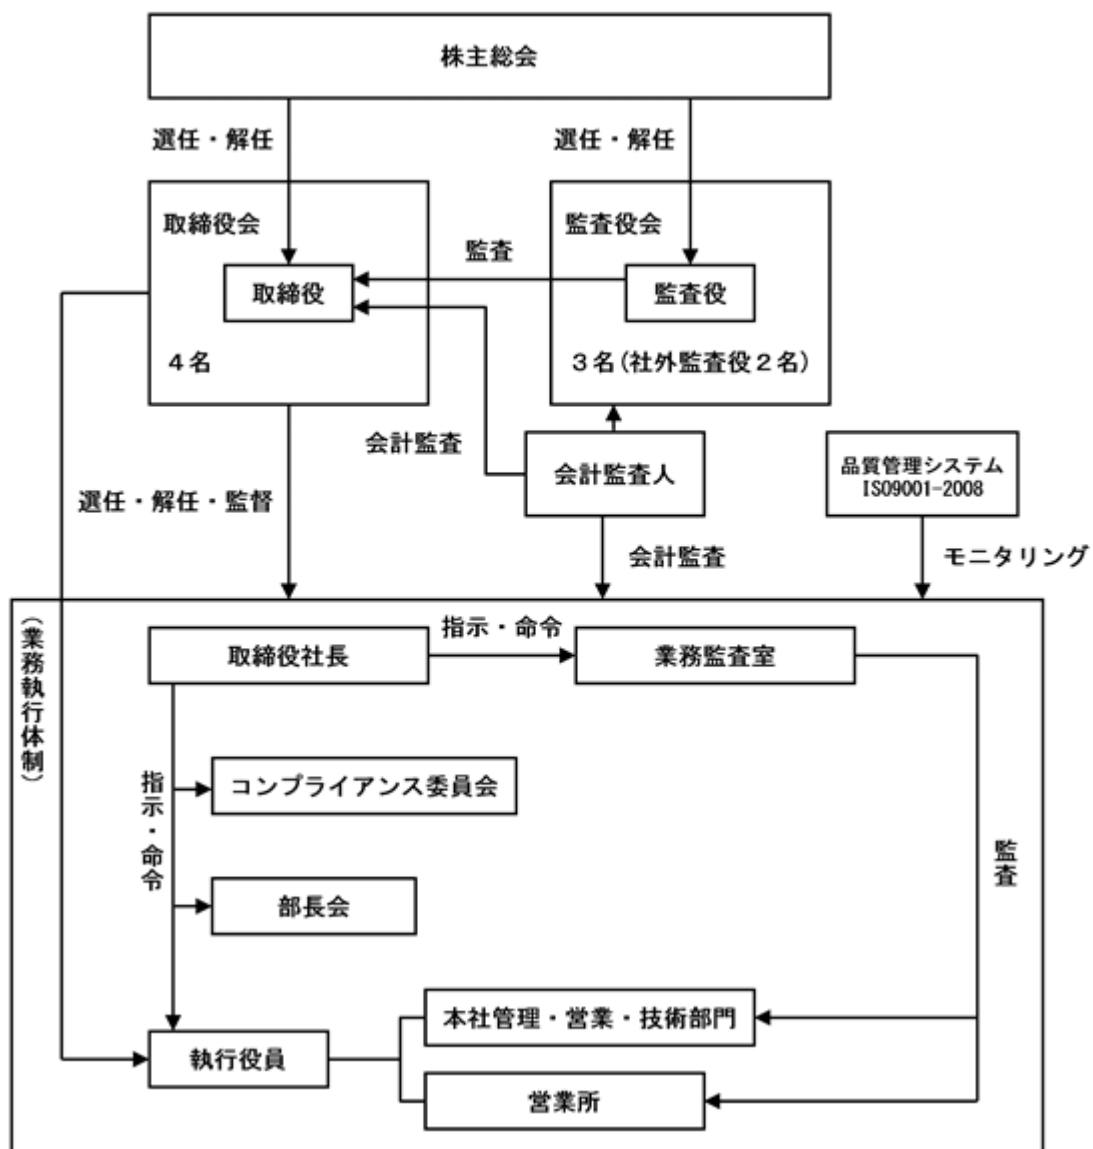 株主総会
選任・解任
選任・解任
取締役会
監査役会
監査
取締役
監査役
４名
３名(社外監査役２名)
会計監査
会計監査人
品質管理システム
ISO9001-2008
選任・解任・監督
会計監査
モニタリング
(業務執行体制)
取締役社長
指示・命令
業務監査室
コンプライアンス委員会
指示・命令
監査
部長会
本社管理・営業・技術部門
執行役員
営業所